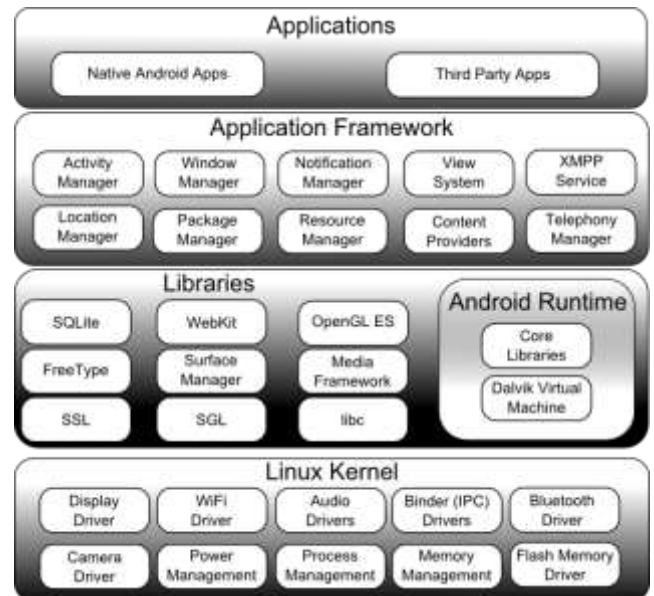 Applications
Native Android Apps
Third Party Apps
Application Framework
Activity
Manager
Window
Manager
Notification
Manager
View
System
XMPP
Service
Location
Manager
Package
Manager
Resource
Manager
Content
Providers
Telephony
Manager
Libraries
SQLite
WebKit
OpenGL ES
FreeType
Surface
Manager
Media
Framework
SSL
SGL
libc
Android Runtime
Core
Libraries
Dalvik Virtual
Machine
Linux Kernel
Display
Driver
WiFi
Driver
Audio
Drivers
Binder (IPC)
Drivers
Bluetooth
Driver
Camera
Driver
Power
Management
Process
Management
Memory
Management
Flash Memory
Driver